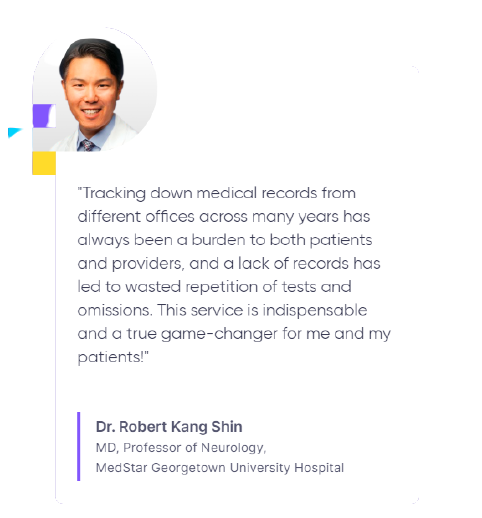 "Tracking down medical records from
different offices across many years has
always been a burden to both patients
and providers, and a lack of records has
led to wasted repetition of tests and
omissions. This service is indispensable
and a true game-changer for me and my
patients!"
Dr. Robert Kang Shin
MD, Professor of Neurology,
MedStar Georgetown University Hospital